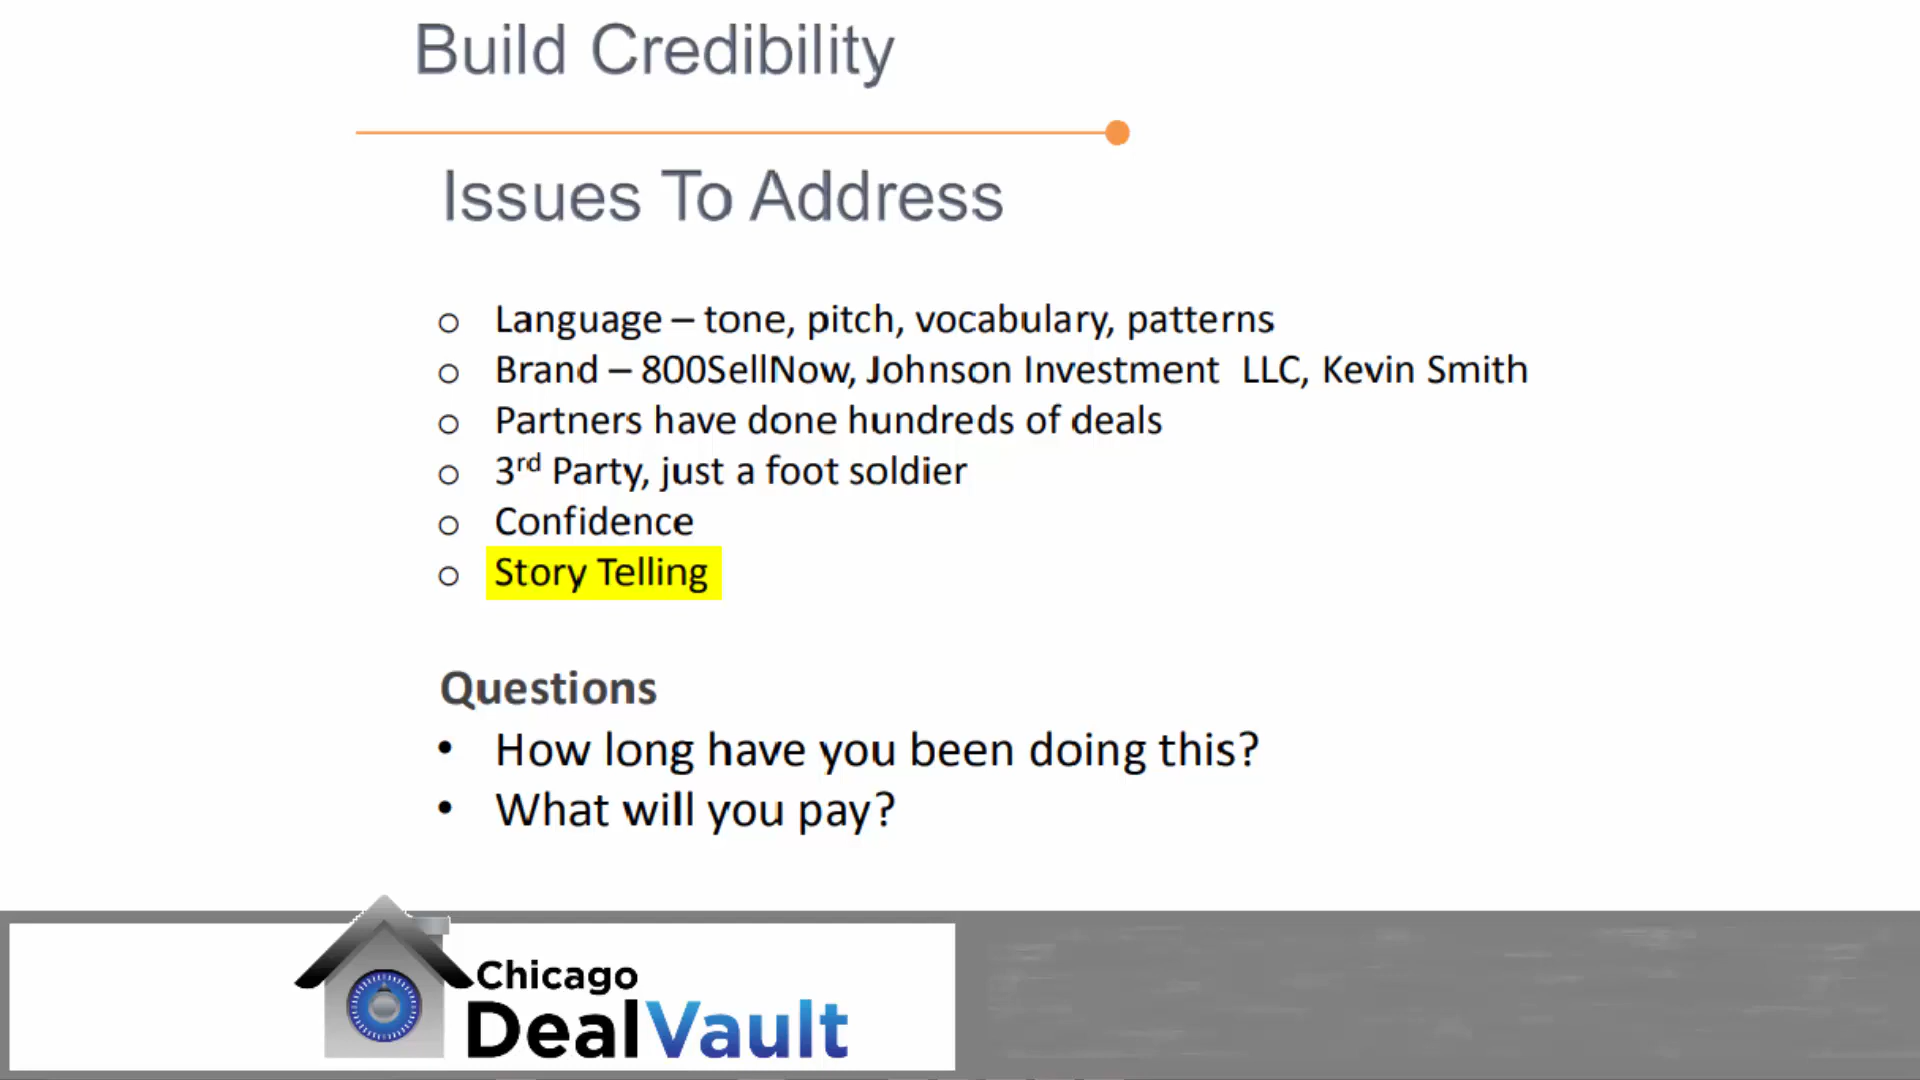 Build Credibility
Issues To Address
o Language – tone, pitch, vocabulary, patterns
o Brand – 800SellNow, Johnson Investment LLC, Kevin Smith
o Partners have done hundreds of deals
o 3rd Party, just a foot soldier
o Confidence
o Story Telling
Questions
• How long have you been doing this?
• What will you pay?
Chicago
DealVault